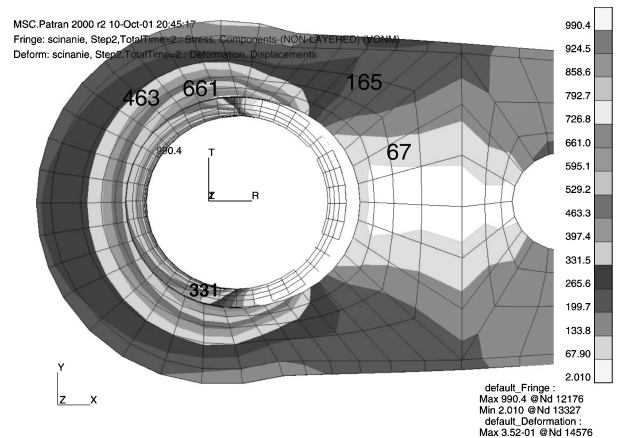 MSC.Patran 2000 r2 10-Oct-01 20:45:17
Fringe: scinanie, Step2,TotalTime=2.: Stress, Components-(NON-LAYERED) (VONM)
Deform: scinanie, Step2,TotalTime=2.: Deformation, Displacements
990.4
924.5
858.6
792.7
726.8
661.0
595.1
529.2
463.3
397.4
331.5
265.6
199.7
133.8
67.90
2.010
463
661
165
67
990.4
T
Z
R
331
Y
Z
X
default_Fringe :
Max 990.4 @Nd 12176
Min 2.010 @Nd 13327
default_Deformation :
Max 3.52-01 @Nd 14576